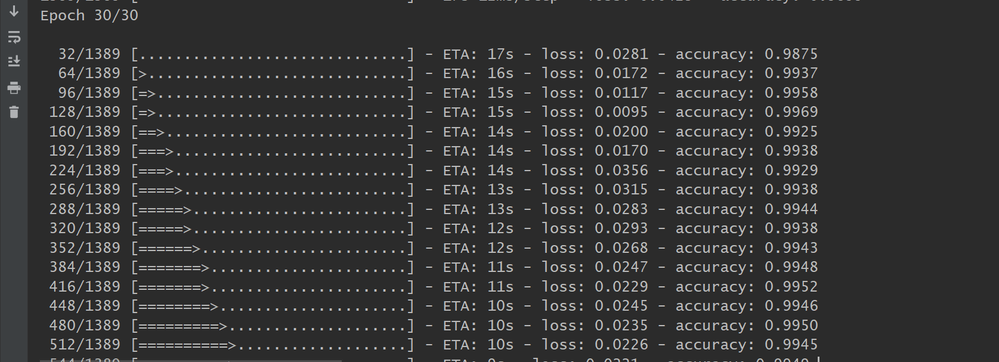 Epoch 30/30
32/1389 [..............................] - ETA: 17s - loss: 0.0281 - accuracy: 0.9875
64/1389 [>.............................] - ETA: 16s - loss: 0.0172 - accuracy: 0.9937
96/1389 [=>............................] - ETA: 15s - loss: 0.0117 - accuracy: 0.9958
128/1389 [=>............................] - ETA: 15s - loss: 0.0095 - accuracy: 0.9969
160/1389 [==>...........................] - ETA: 14s - loss: 0.0200 - accuracy: 0.9925
192/1389 [===>..........................] - ETA: 14s - loss: 0.0170 - accuracy: 0.9938
224/1389 [===>..........................] - ETA: 14s - loss: 0.0356 - accuracy: 0.9929
256/1389 [====>.........................] - ETA: 13s - loss: 0.0315 - accuracy: 0.9938
288/1389 [=====>........................] - ETA: 13s - loss: 0.0283 - accuracy: 0.9944
320/1389 [=====>........................] - ETA: 12s - loss: 0.0293 - accuracy: 0.9938
352/1389 [======>.......................] - ETA: 12s - loss: 0.0268 - accuracy: 0.9943
384/1389 [=======>......................] - ETA: 11s - loss: 0.0247 - accuracy: 0.9948
416/1389 [=======>......................] - ETA: 11s - loss: 0.0229 - accuracy: 0.9952
448/1389 [========>.....................] - ETA: 10s - loss: 0.0245 - accuracy: 0.9946
480/1389 [=========>....................] - ETA: 10s - loss: 0.0235 - accuracy: 0.9950
512/1389 [==========>...................] - ETA: 10s - loss: 0.0226 - accuracy: 0.9945